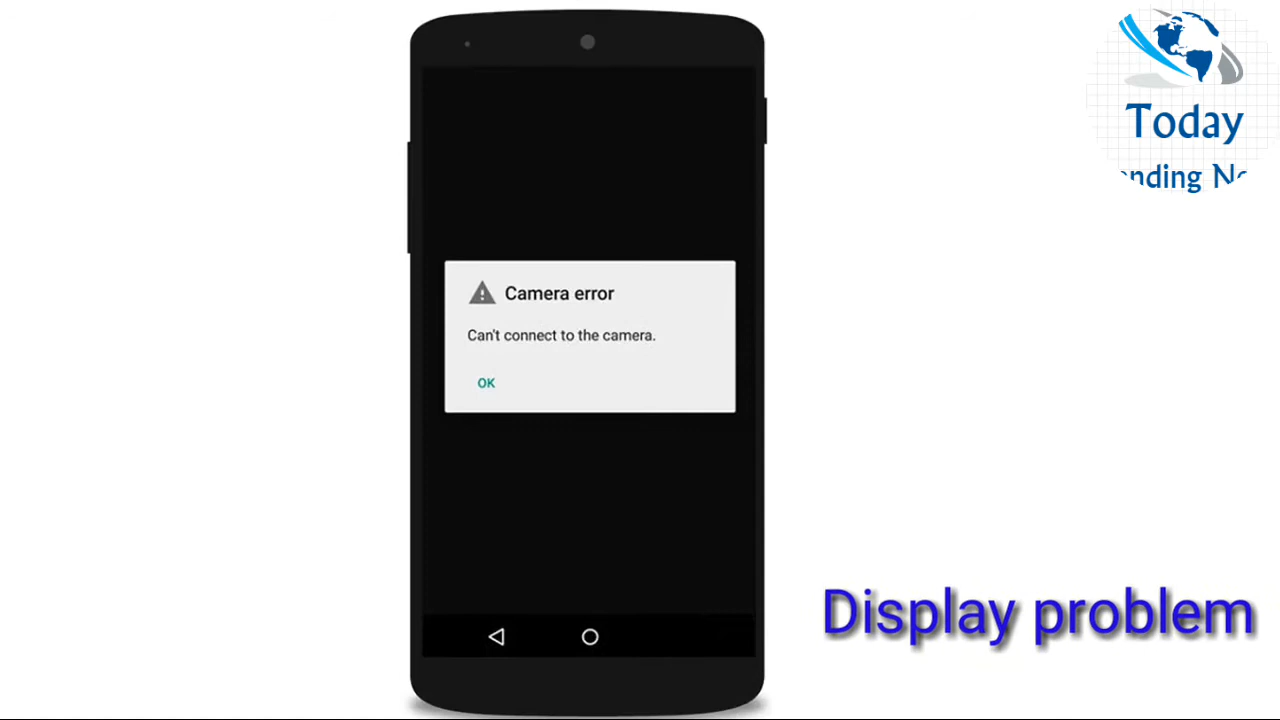 Today
Camera error
Can't connect to the camera.
OK
Display problem